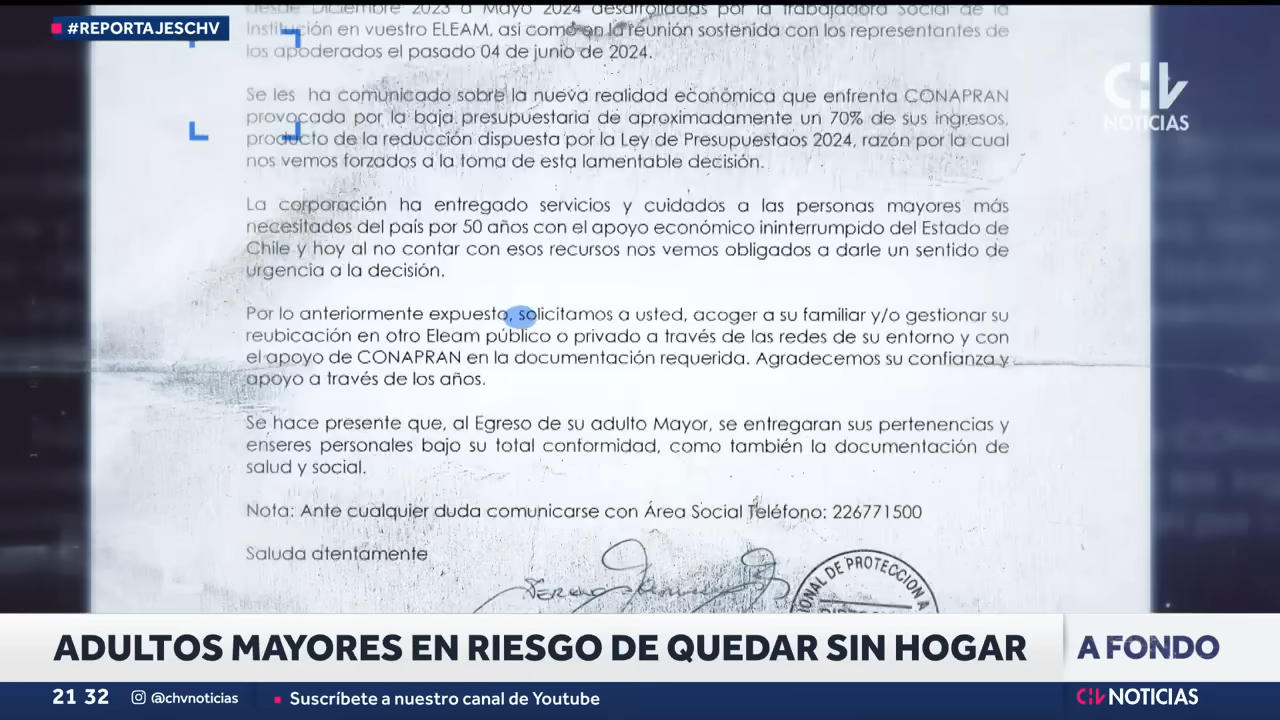 #REPORTAJESCHV
desde Diciembre 2023 a Mayo 2024 desarrolladas por la Trabajadora Social de la
Institución en vuestro ELEAM, así como en la reunión sostenida con los representantes de
los apoderados el pasado 04 de junio de 2024.
CHV
NOTICIAS
Se les ha comunicado sobre la nueva realidad económica que enfrenta CONAPRAN
provocada por la baja presupuestaria de aproximadamente un 70% de sus ingresos,
producto de la reducción dispuesta por la Ley de Presupuestaos 2024, razón por la cual
nos vemos forzados a la toma de esta lamentable decisión.
La corporación ha entregado servicios y cuidados a las personas mayores más
necesitados del país por 50 años con el apoyo económico ininterrumpido del Estado de
Chile y hoy al no contar con esos recursos nos vemos obligados a darle un sentido de
urgencia a la decisión.
Por lo anteriormente expuesto, solicitamos a usted, acoger a su familiar y/o gestionar su
reubicación en otro Eleam público o privado a través de las redes de su entorno y con
el apoyo de CONAPRAN en la documentación requerida. Agradecemos su confianza y
apoyo a través de los años.
Se hace presente que, al Egreso de su adulto Mayor, se entregaran sus pertenencias y
enseres personales bajo su total conformidad, como también la documentación de
salud y social.
Nota: Ante cualquier duda comunicarse con Área Social Teléfono: 226771500
Saluda atentamente
ONAL DE PROTECCION A
ADULTOS MAYORES EN RIESGO DE QUEDAR SIN HOGAR
A FONDO
21 32
@chvnoticias
Suscríbete a nuestro canal de Youtube
CHV NOTICIAS